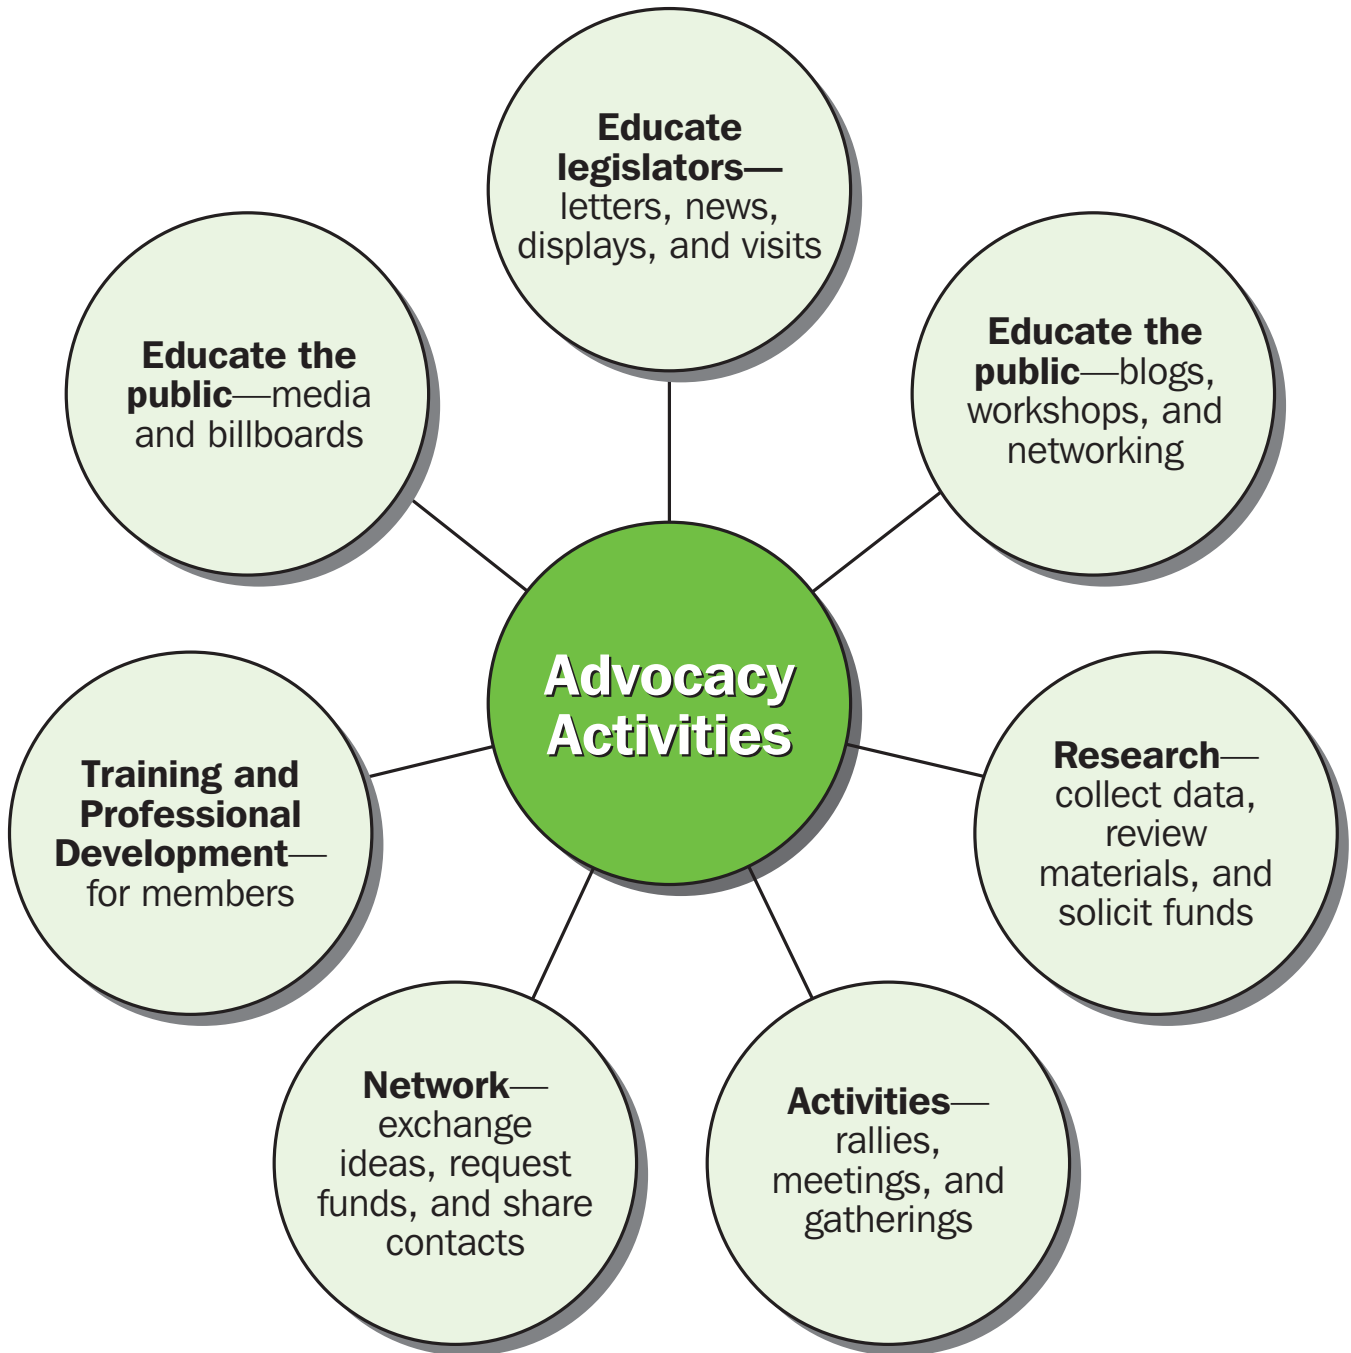 Educate
legislators—
letters, news,
displays, and visits
Educate the
public—blogs,
workshops, and
networking
Research—
collect data,
review
materials, and
solicit funds
Activities—
rallies,
meetings, and
gatherings
Network—
exchange
ideas, request
funds, and share
contacts
Training and
Professional
Development—
for members
Educate the
public—media
and billboards
Advocacy
Activities